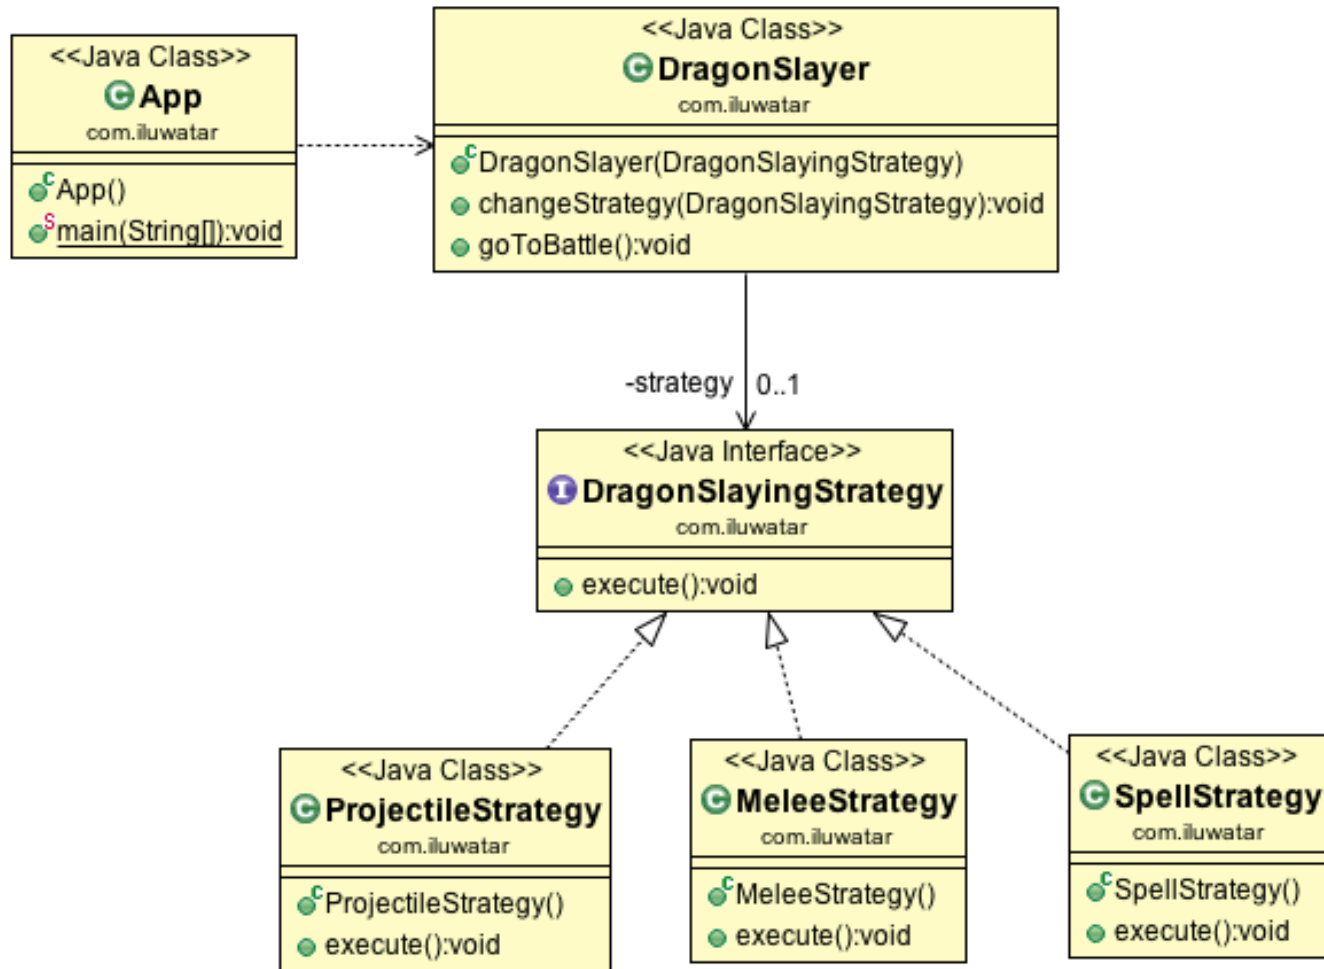 <<Java Class>>
C App
com.iluwatar
C App()
S main(String[]):void
<<Java Class>>
C DragonSlayer
com.iluwatar
C DragonSlayer(DragonSlayingStrategy)
changeStrategy(DragonSlayingStrategy):void
goToBattle():void
-strategy 0..1
<<Java Interface>>
I DragonSlayingStrategy
com.iluwatar
execute():void
<<Java Class>>
C ProjectileStrategy
com.iluwatar
C ProjectileStrategy()
execute():void
<<Java Class>>
C MeleeStrategy
com.iluwatar
C MeleeStrategy()
execute():void
<<Java Class>>
C SpellStrategy
com.iluwatar
C SpellStrategy()
execute():void